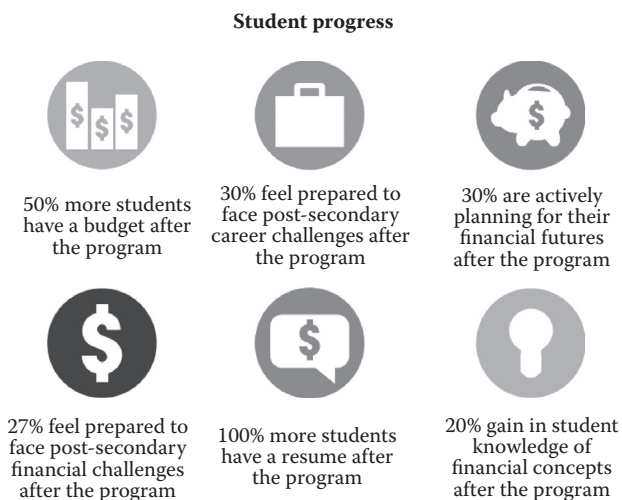 Student progress
$ $ $
$
50% more students
have a budget after
the program
30% feel prepared to
face post-secondary
career challenges after
the program
30% are actively
planning for their
financial futures
after the program
$
$
27% feel prepared to
face post-secondary
financial challenges
after the program
100% more students
have a resume after
the program
20% gain in student
knowledge of
financial concepts
after the program